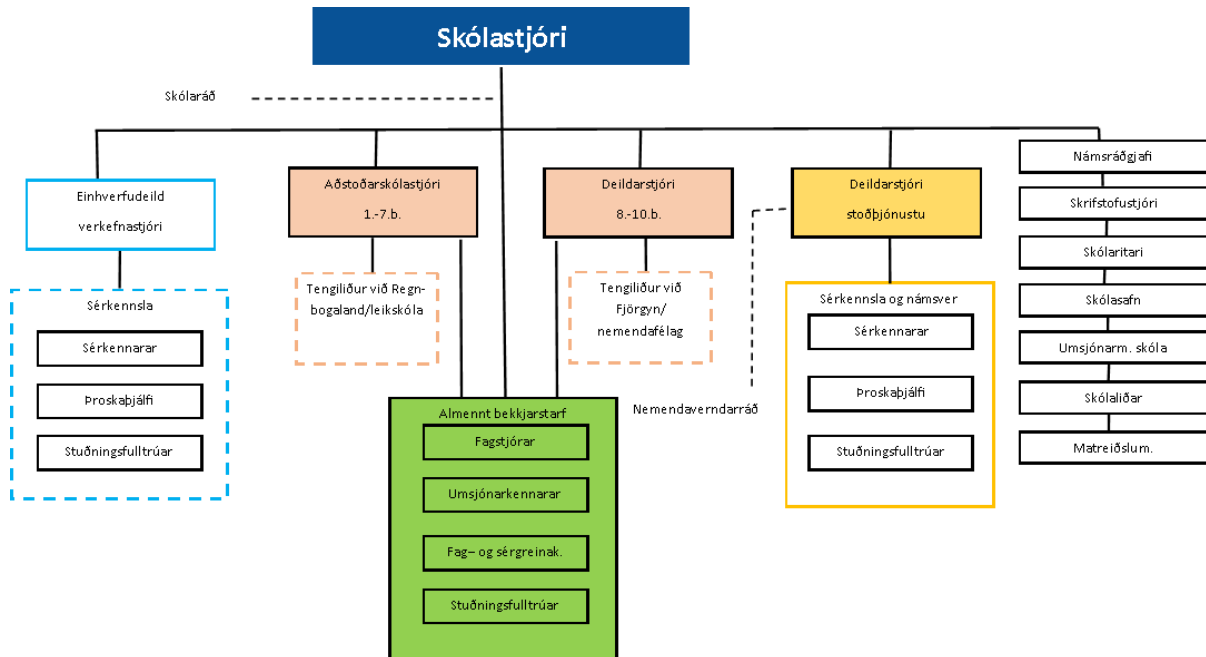 Skólastjóri
Skólaráð
Einhverfudeild
verkefnastjóri
Aðstoðarskólastjóri
1.-7.b.
Deildarstjóri
8.-10.b.
Deildarstjóri
stoðþjónustu
Námsráðgjafi
Skrifstofustjóri
Skólaritari
Skólasafn
Umsjónarm. skóla
Skólaliðar
Matreiðslum.
Tengiliður við Regn-
bogaland/leikskóla
Tengiliður við
Fjörgyn/
nemendafélag
Sérkennsla
Sérkennarar
Þroskaþjálfi
Stuðningsfulltrúar
Almennt bekkjarstarf
Fagstjórar
Umsjónarkennarar
Fag– og sérgreinak.
Stuðningsfulltrúar
Nemendaverndarráð
Sérkennsla og námsver
Sérkennarar
Þroskaþjálfi
Stuðningsfulltrúar